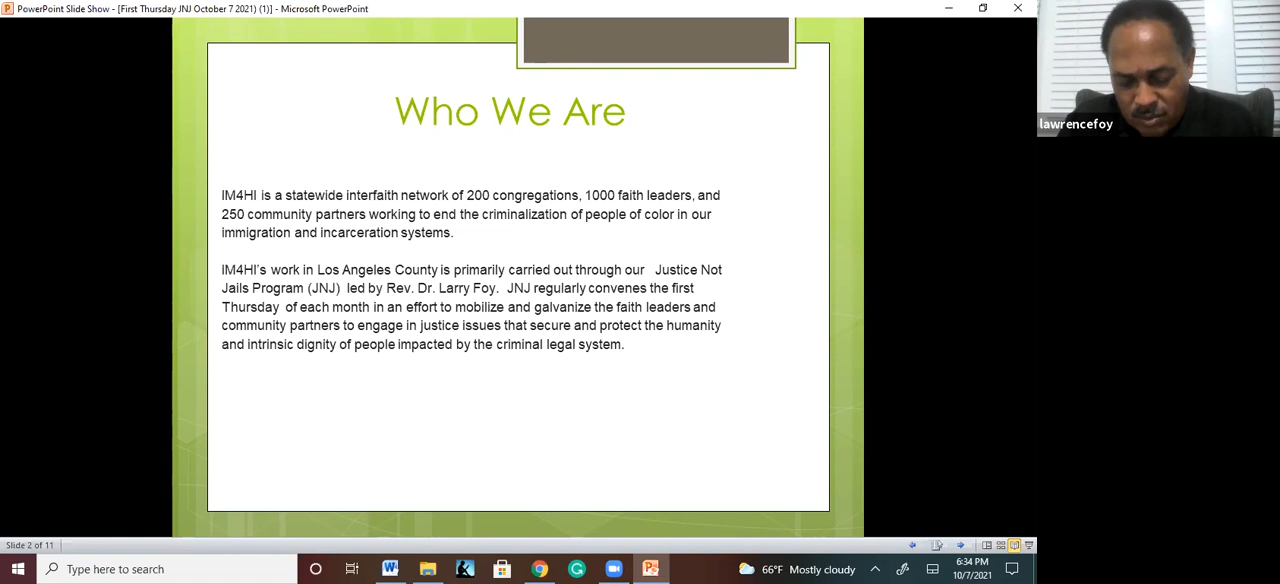 PowerPoint Slide Show - [First Thursday JNJ October 7 2021) (1)] - Microsoft PowerPoint
Who We Are
IM4HI is a statewide interfaith network of 200 congregations, 1000 faith leaders, and
250 community partners working to end the criminalization of people of color in our
immigration and incarceration systems.
IM4HI's work in Los Angeles County is primarily carried out through our Justice Not
Jails Program (JNJ) led by Rev. Dr. Larry Foy. JNJ regularly convenes the first
Thursday of each month in an effort to mobilize and galvanize the faith leaders and
community partners to engage in justice issues that secure and protect the humanity
and intrinsic dignity of people impacted by the criminal legal system.
lawrencefoy
Slide 2 of 11
Type here to search
66°F Mostly cloudy
6:34 PM
10/7/2021